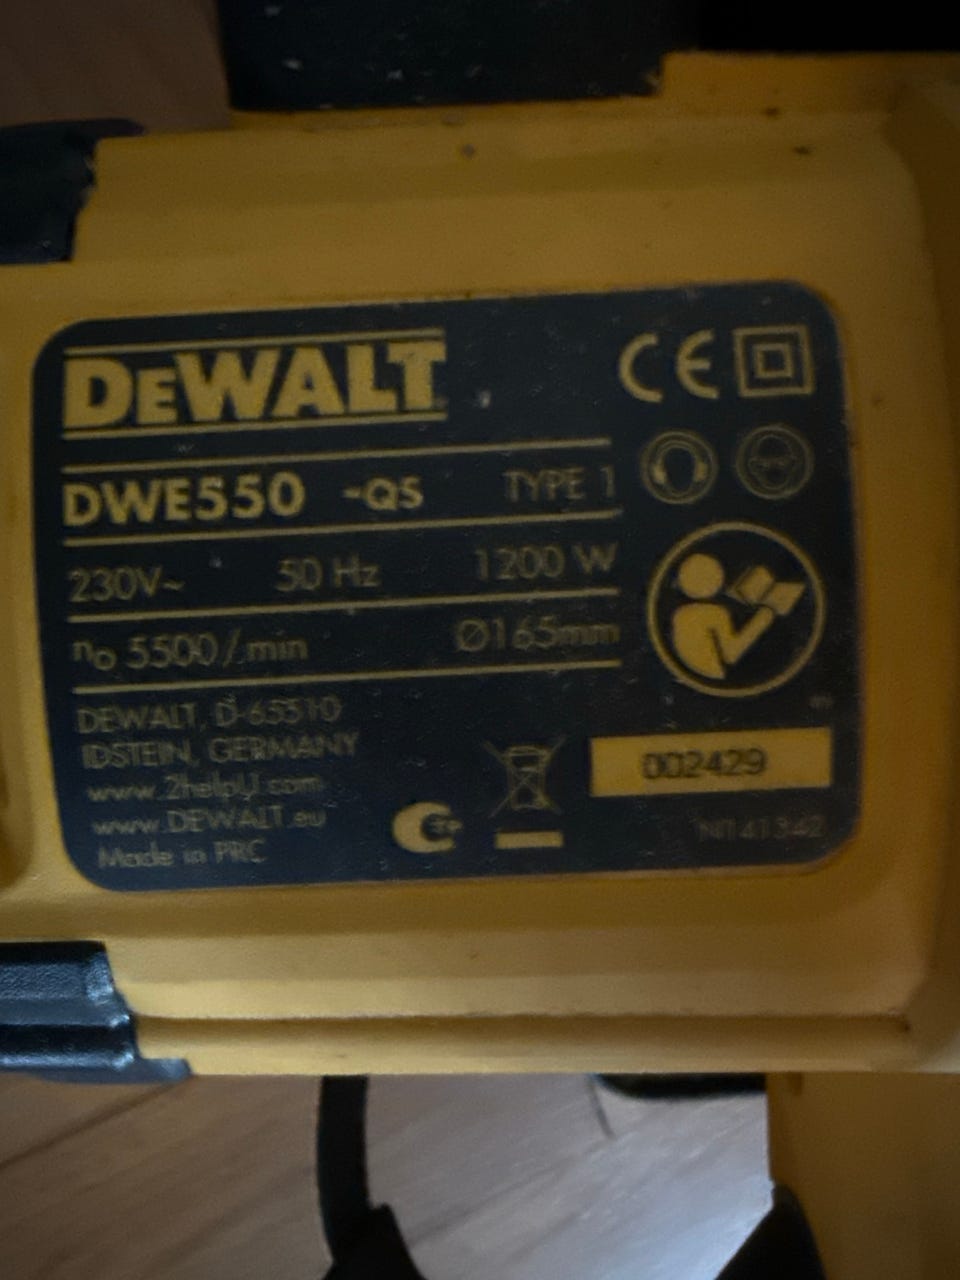 DEWALT
CE
DWE550 -QS TYPE 1
230V~ 50 Hz 1200 W
n₀ 5500/min Ø165mm
DEWALT, D-65510
IDSTEIN, GERMANY
www.2helpU.com
www.DEWALT.eu
Made in PRC
002429
N141342